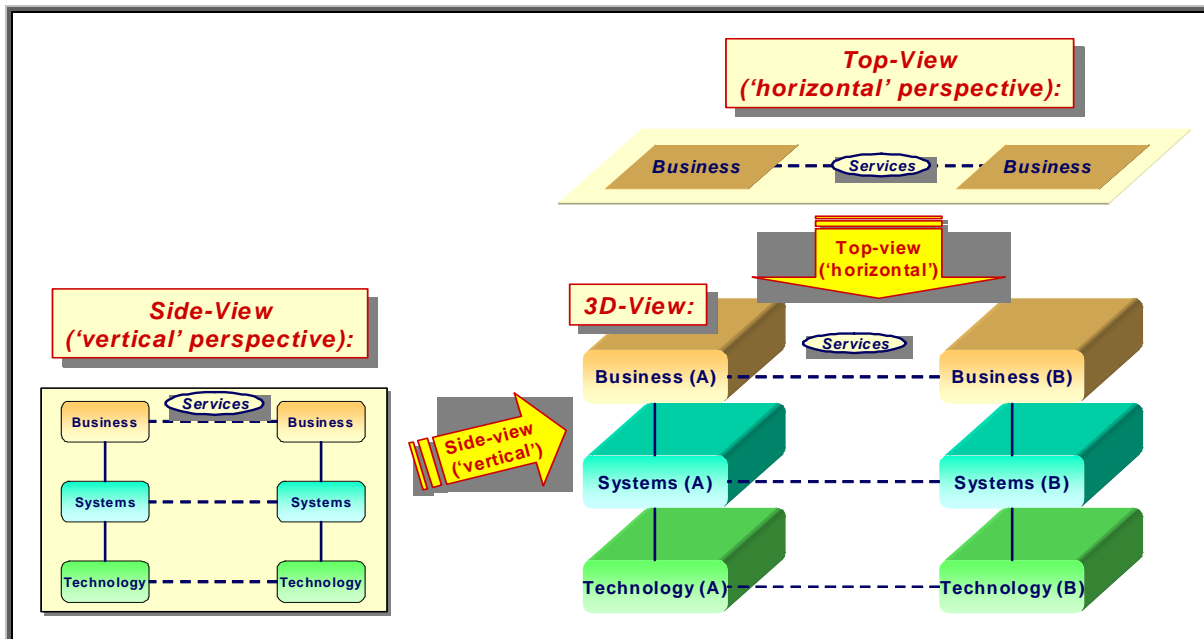 Top-View
(‘horizontal’ perspective):
Business
Services
Business
Top-view
(‘horizontal’)
Side-View
(‘vertical’ perspective):
3D-View:
Services
Business (A)
Business (B)
Services
Business
Business
Side-view
(‘vertical’)
Systems (A)
Systems (B)
Systems
Systems
Technology
Technology
Technology (A)
Technology (B)